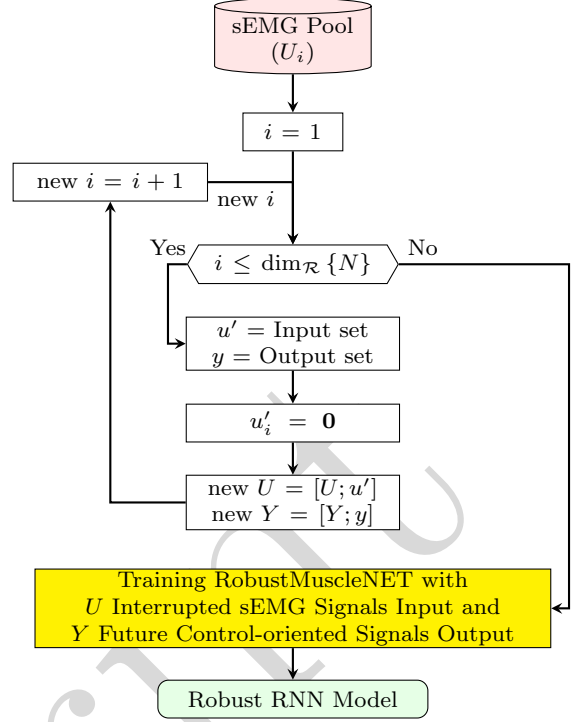 sEMG Pool
(U_i)
i = 1
new i = i + 1
new i
Yes
i ≤ dim_ℛ {N}
No
u′ = Input set
y = Output set
u′_i = 𝟎
new U = [U; u′]
new Y = [Y; y]
Training RobustMuscleNET with
U Interrupted sEMG Signals Input and
Y Future Control-oriented Signals Output
Robust RNN Model